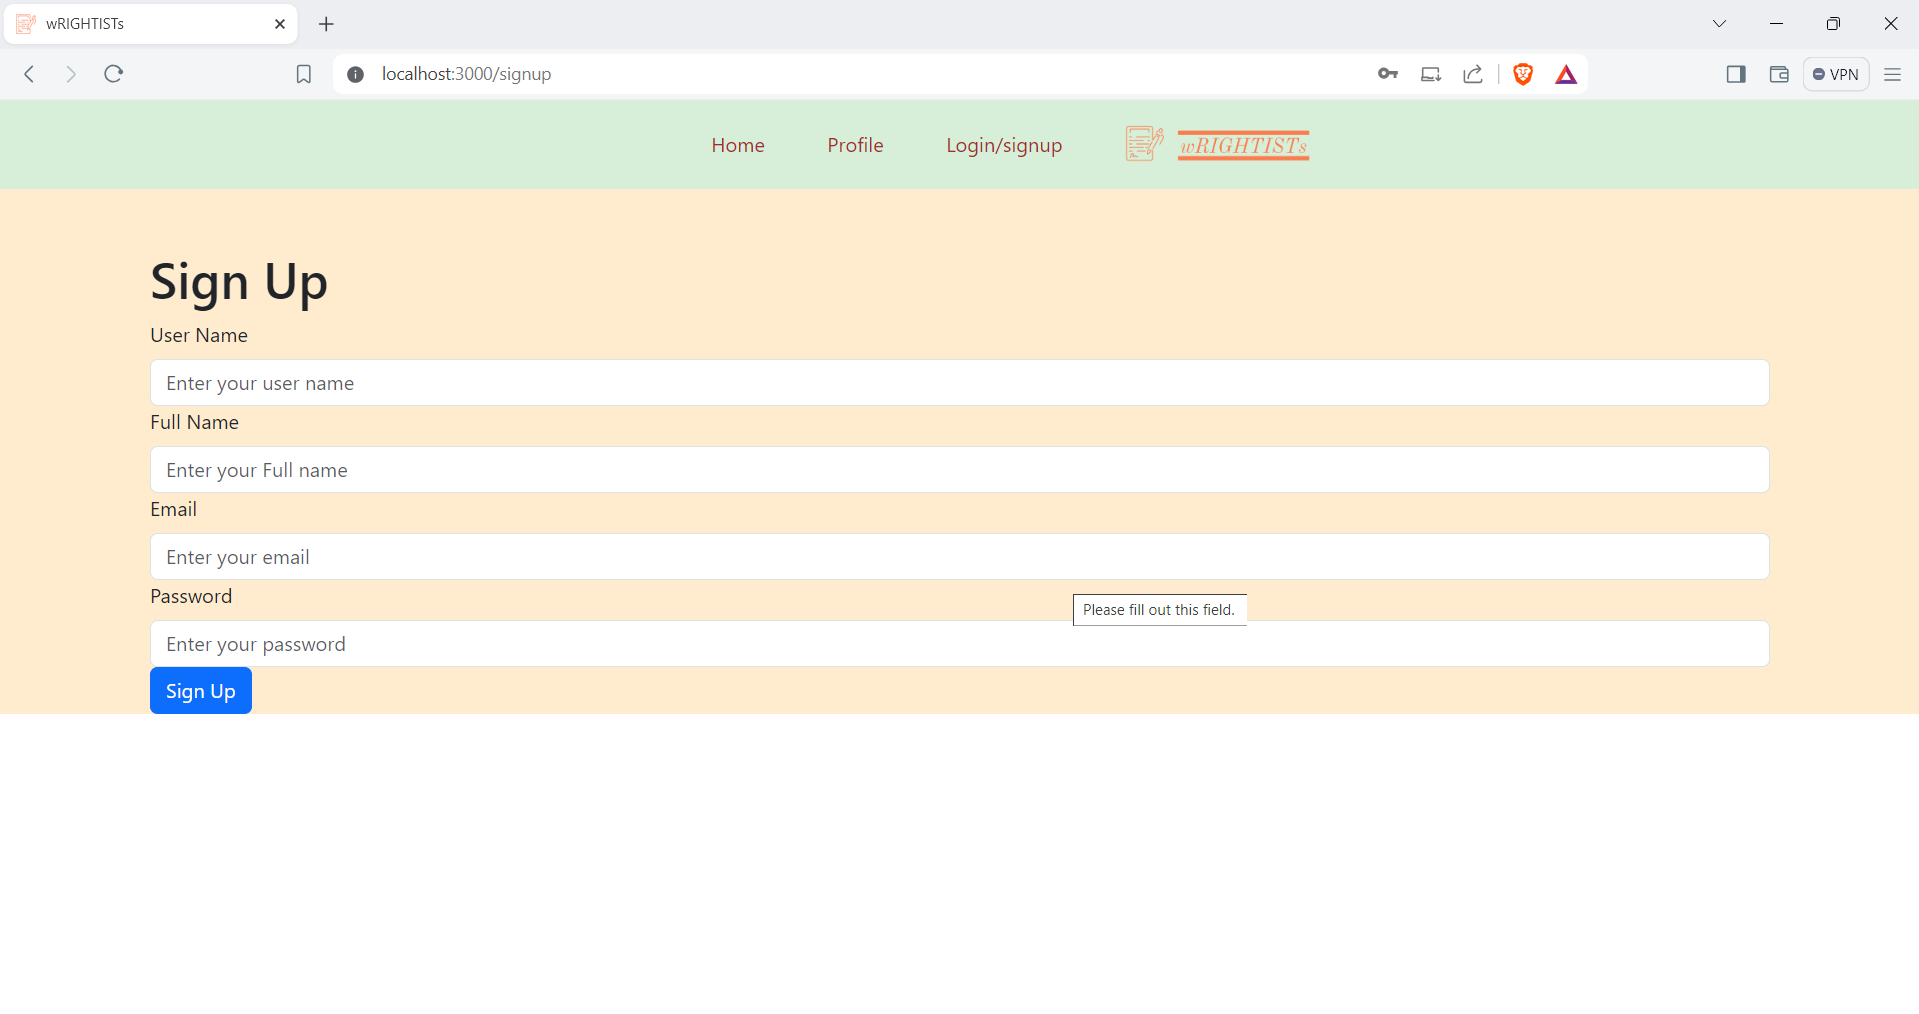 wRIGHTISTs
localhost:3000/signup
VPN
Home
Profile
Login/signup
wRIGHTISTs
Sign Up
User Name
Enter your user name
Full Name
Enter your Full name
Email
Enter your email
Password
Please fill out this field.
Enter your password
Sign Up